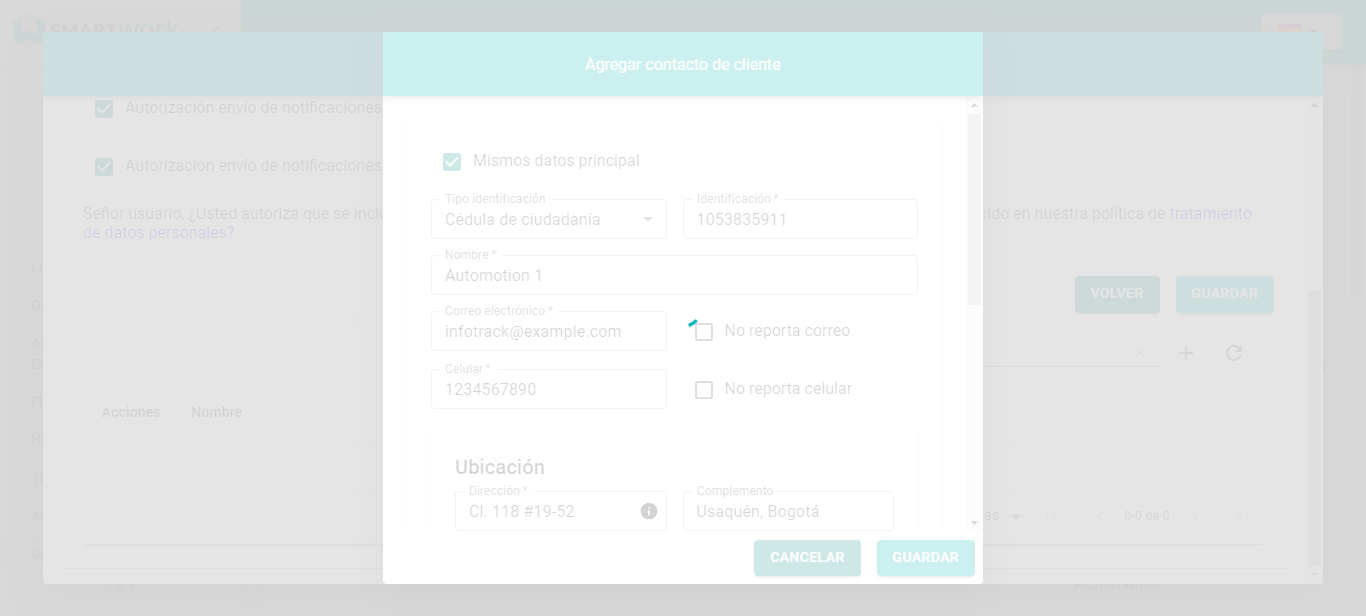 SMARTWORK
Agregar contacto de cliente
Autorización envío de notificaciones
Autorización envío de notificaciones
Señor usuario, ¿Usted autoriza que se inclu
cido en nuestra política de tratamiento
de datos personales?
VOLVER
GUARDAR
Acciones
Nombre
0-0 de 0
Mismos datos principal
Tipo identificación
Cédula de ciudadanía
Identificación *
1053835911
Nombre *
Automotion 1
Correo electrónico *
infotrack@example.com
No reporta correo
Celular *
1234567890
No reporta celular
Ubicación
Dirección *
Cl. 118 #19-52
Complemento
Usaquén, Bogotá
CANCELAR
GUARDAR